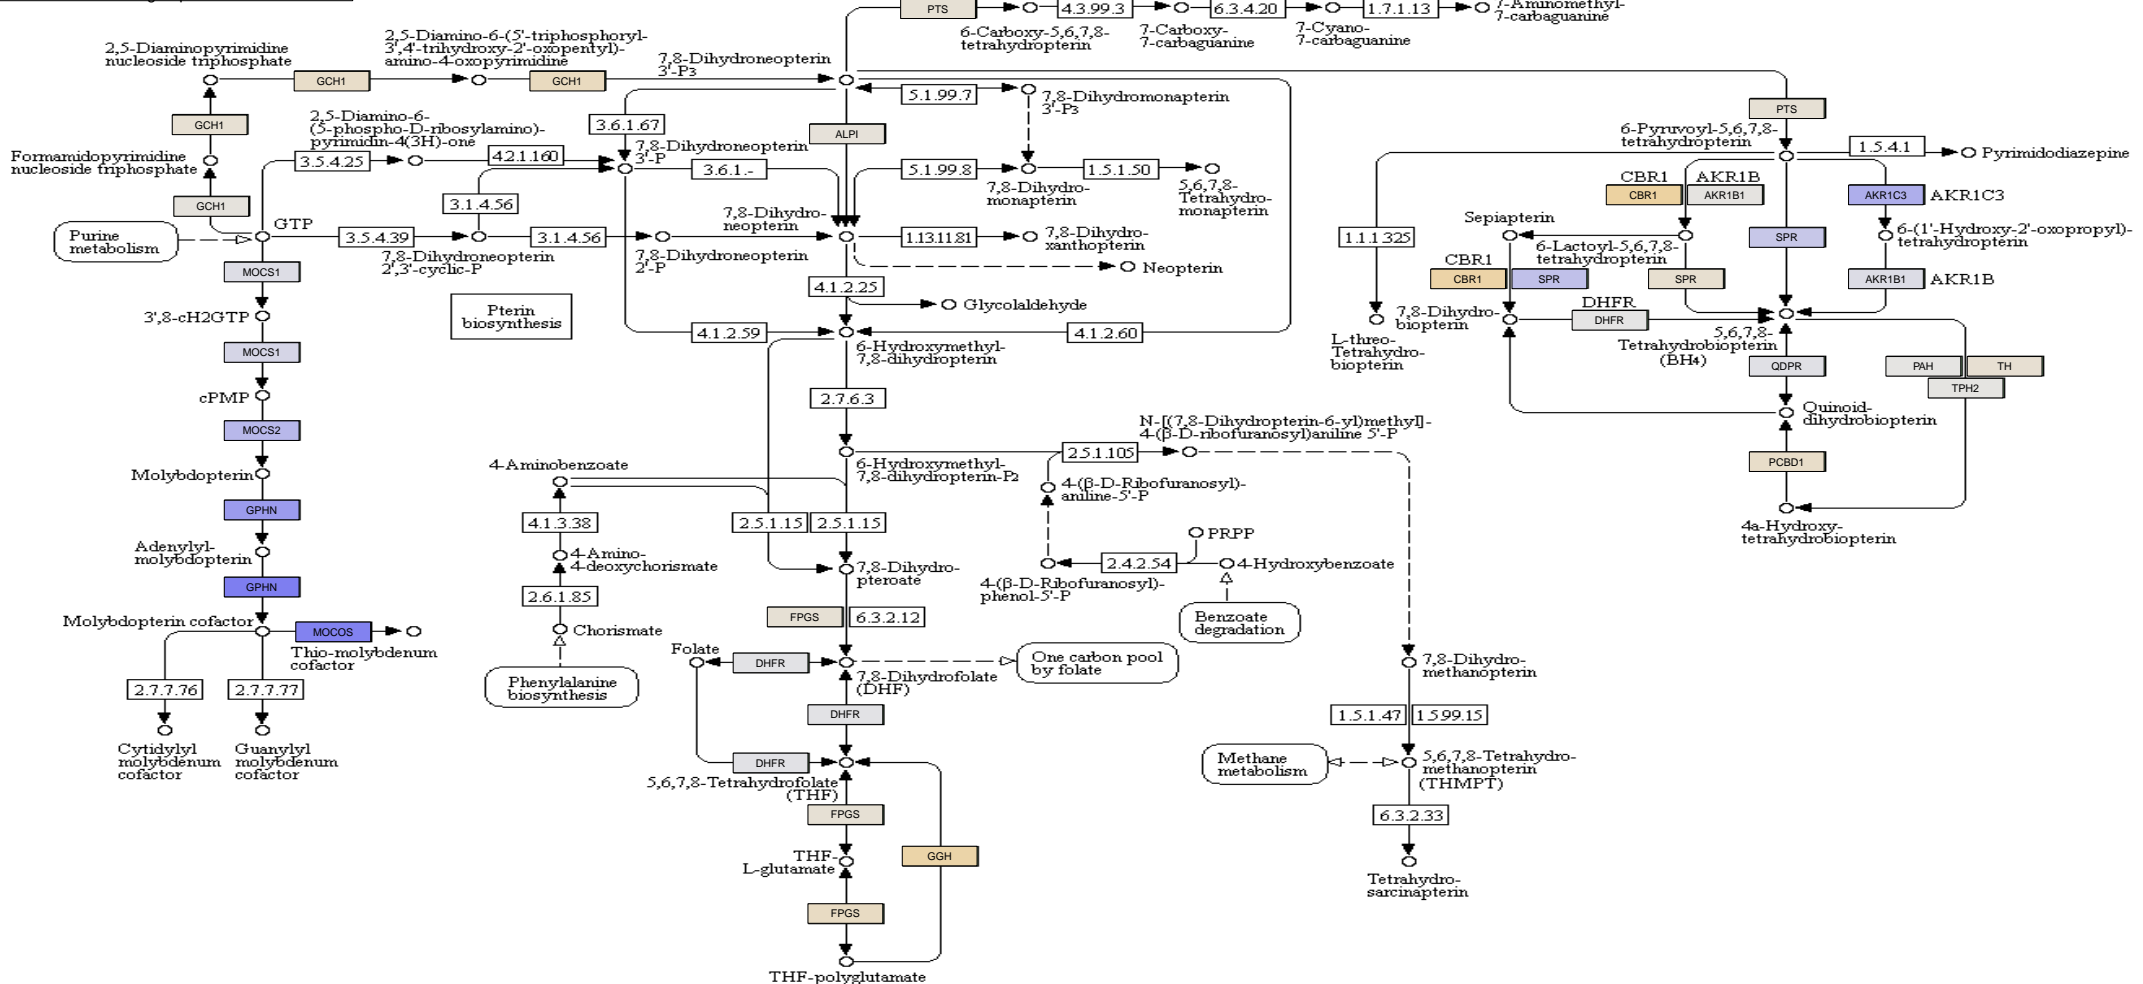 PTS
4.3.99.3
6.3.4.20
1.7.1.13
7-Aminomethyl-
7-carbaguanine
6-Carboxy-5,6,7,8-
tetrahydropterin
7-Carboxy-
7-carbaguanine
7-Cyano-
7-carbaguanine
2,5-Diaminopyrimidine
nucleoside triphosphate
2,5-Diamino-6-(5'-triphosphoryl-
3',4'-trihydroxy-2'-oxopentyl)-
amino-4-oxopyrimidine
7,8-Dihydroneopterin
3'-P3
GCH1
GCH1
5.1.99.7
7,8-Dihydromonapterin
3'-P3
PTS
GCH1
2,5-Diamino-6-
(5-phospho-D-ribosylamino)-
pyrimidin-4(3H)-one
3.6.1.67
ALPI
6-Pyruvoyl-5,6,7,8-
tetrahydropterin
1.5.4.1
Pyrimidodiazepine
Formamidopyrimidine
nucleoside triphosphate
3.5.4.25
4.2.1.160
7,8-Dihydroneopterin
3'-P
3.6.1.-
5.1.99.8
7,8-Dihydro-
monapterin
1.5.1.50
5,6,7,8-
Tetrahydro-
monapterin
CBR1
AKR1B
CBR1
AKR1B1
AKR1C3
AKR1C3
GCH1
3.1.4.56
GTP
Purine
metabolism
3.5.4.39
3.1.4.56
7,8-Dihydro-
neopterin
1.13.11.81
7,8-Dihydro-
xanthopterin
1.1.1.325
Sepiapterin
6-Lactoyl-5,6,7,8-
tetrahydropterin
SPR
6-(1'-Hydroxy-2'-oxopropyl)-
tetrahydropterin
7,8-Dihydroneopterin
2',3'-cyclic-P
7,8-Dihydroneopterin
2'-P
Neopterin
MOCS1
CBR1
CBR1
SPR
SPR
AKR1B1
AKR1B
4.1.2.25
Glycolaldehyde
Pterin
biosynthesis
3',8-cH2GTP
4.1.2.59
4.1.2.60
7,8-Dihydro-
biopterin
DHFR
DHFR
5,6,7,8-
Tetrahydrobiopterin
(BH4)
L-threo-
Tetrahydro-
biopterin
6-Hydroxymethyl-
7,8-dihydropterin
MOCS1
QDPR
PAH
TH
TPH2
cPMP
2.7.6.3
Quinoid-
dihydrobiopterin
MOCS2
N-[(7,8-Dihydropterin-6-yl)methyl]-
4-(β-D-ribofuranosyl)aniline 5'-P
2.5.1.105
PCBD1
Molybdopterin
4-Aminobenzoate
6-Hydroxymethyl-
7,8-dihydropterin-P2
4-(β-D-Ribofuranosyl)-
aniline-5'-P
GPHN
4.1.3.38
2.5.1.15
2.5.1.15
PRPP
4a-Hydroxy-
tetrahydrobiopterin
Adenylyl-
molybdopterin
4-Amino-
4-deoxychorismate
7,8-Dihydro-
pteroate
2.4.2.54
4-Hydroxybenzoate
4-(β-D-Ribofuranosyl)-
phenol-5'-P
GPHN
2.6.1.85
Benzoate
degradation
Molybdopterin cofactor
MOCOS
Chorismate
FPGS
6.3.2.12
Thio-molybdenum
cofactor
Folate
DHFR
One carbon pool
by folate
7,8-Dihydro-
methanopterin
2.7.7.76
2.7.7.77
Phenylalanine
biosynthesis
7,8-Dihydrofolate
(DHF)
DHFR
1.5.1.47
1.5.99.15
Cytidylyl
molybdenum
cofactor
Guanylyl
molybdenum
cofactor
DHFR
5,6,7,8-Tetrahydrofolate
(THF)
Methane
metabolism
5,6,7,8-Tetrahydro-
methanopterin
(THMPT)
FPGS
6.3.2.33
THF-
L-glutamate
GGH
Tetrahydro-
sarcinapterin
FPGS
THF-polyglutamate